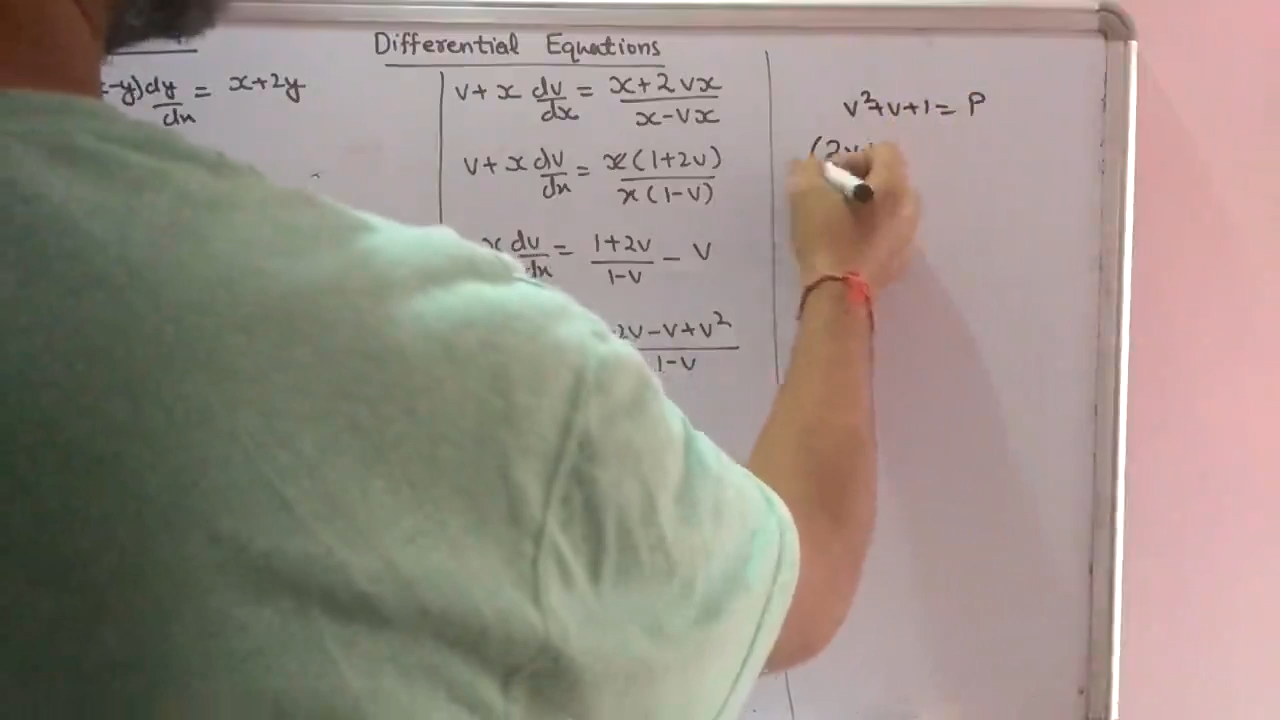 Differential Equations
-y)dy/dx = x+2y
v + x dv/dx = x+2vx/x-vx
v + x dv/dx = x(1+2v)/x(1-v)
x dv/dx = 1+2v/1-v - v
2v-v+v²/1-v
v²+v+1 = P
(2v